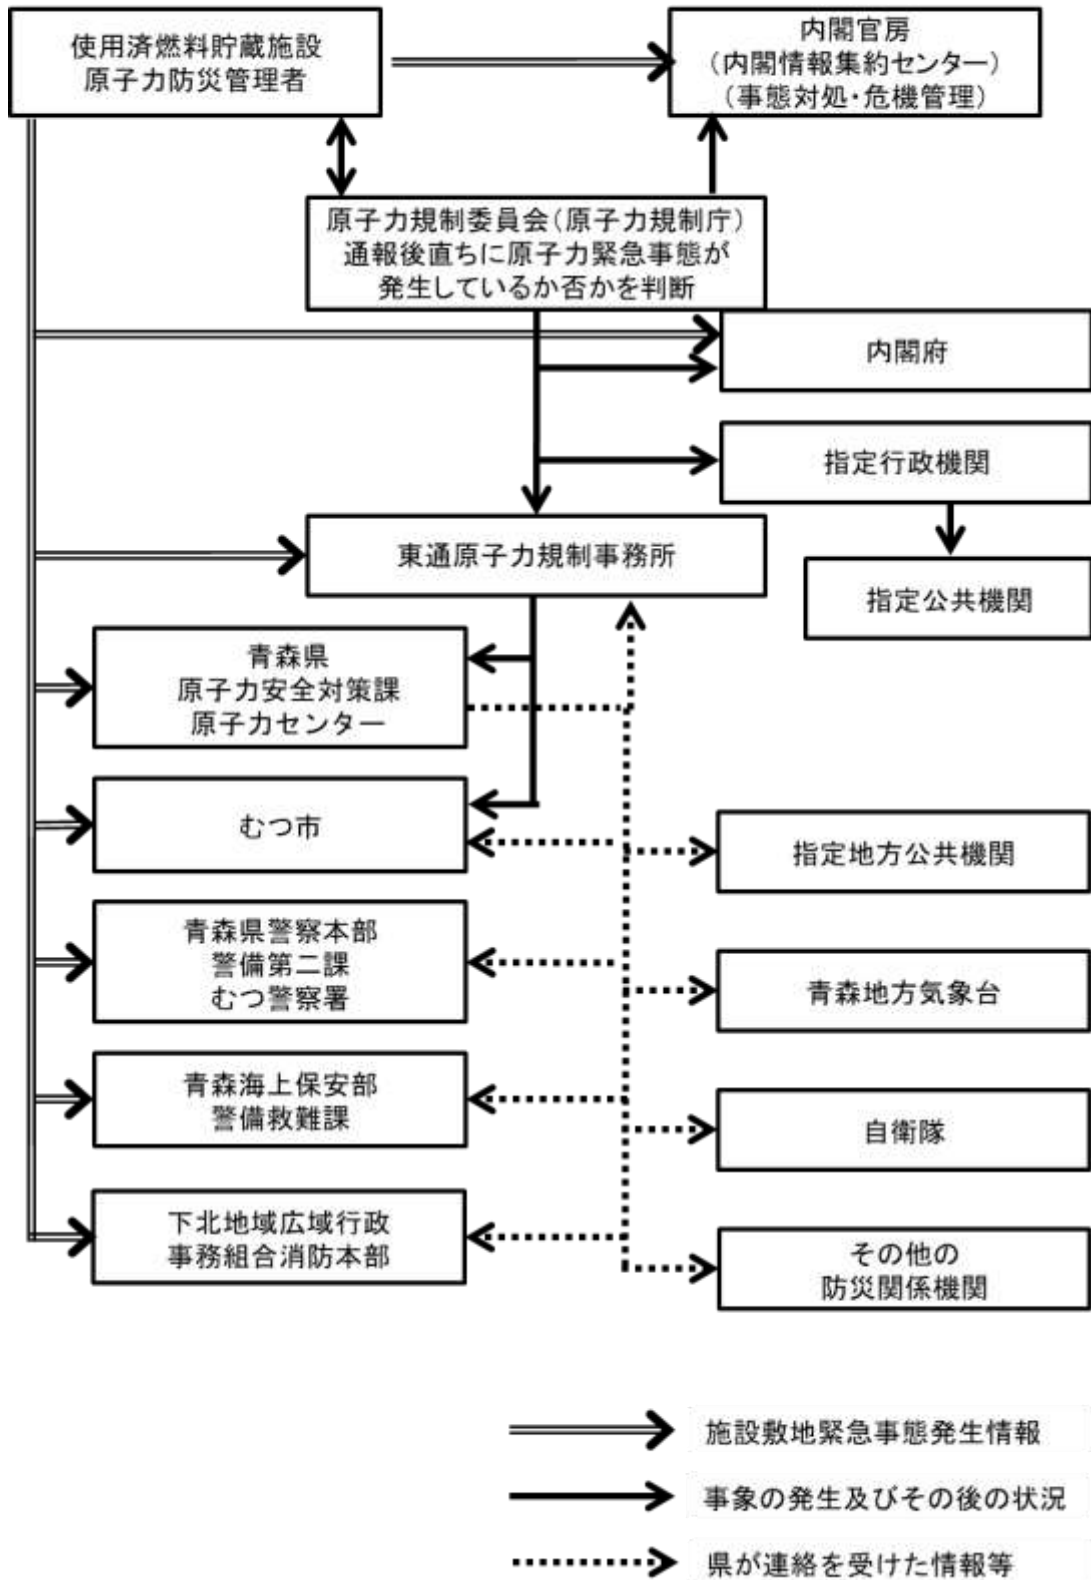 使用済燃料貯蔵施設
原子力防災管理者
内閣官房
（内閣情報集約センター）
（事態対処・危機管理）
原子力規制委員会（原子力規制庁）
通報後直ちに原子力緊急事態が
発生しているか否かを判断
内閣府
指定行政機関
東通原子力規制事務所
指定公共機関
青森県
原子力安全対策課
原子力センター
むつ市
指定地方公共機関
青森県警察本部
警備第二課
むつ警察署
青森地方気象台
青森海上保安部
警備救難課
自衛隊
下北地域広域行政
事務組合消防本部
その他の
防災関係機関
施設敷地緊急事態発生情報
事象の発生及びその後の状況
県が連絡を受けた情報等